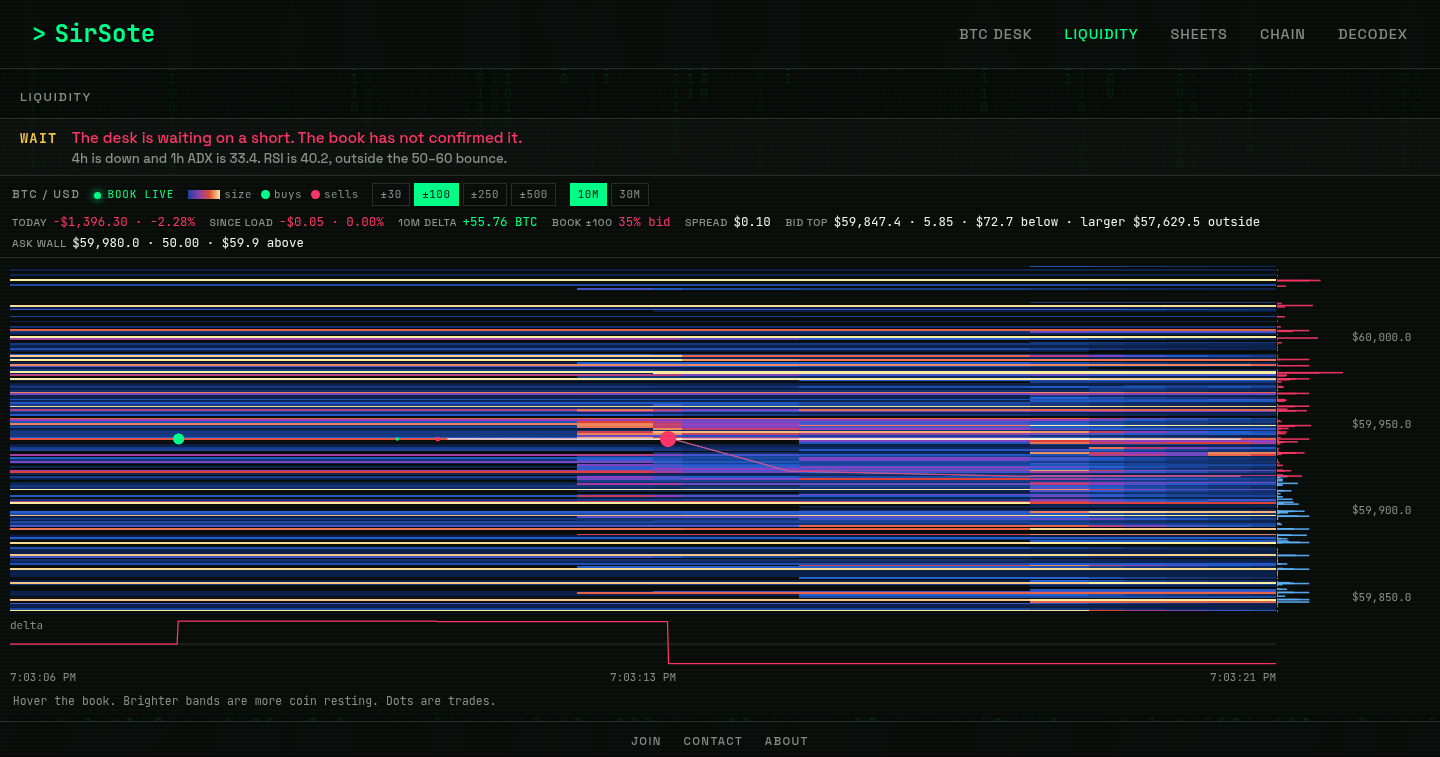 > SirSote
BTC DESK LIQUIDITY SHEETS CHAIN DECODEX
LIQUIDITY
WAIT The desk is waiting on a short. The book has not confirmed it.
4h is down and 1h ADX is 33.4. RSI is 40.2, outside the 50–60 bounce.
BTC / USD BOOK LIVE size buys sells ±30 ±100 ±250 ±500 10M 30M
TODAY -$1,396.30 · -2.28% SINCE LOAD -$0.05 · 0.00% 10M DELTA +55.76 BTC BOOK ±100 35% bid SPREAD $0.10 BID TOP $59,847.4 · 5.85 · $72.7 below · larger $57,629.5 outside
ASK WALL $59,980.0 · 50.00 · $59.9 above
$60,000.0
$59,950.0
$59,900.0
$59,850.0
delta
7:03:06 PM 7:03:13 PM 7:03:21 PM
Hover the book. Brighter bands are more coin resting. Dots are trades.
JOIN CONTACT ABOUT